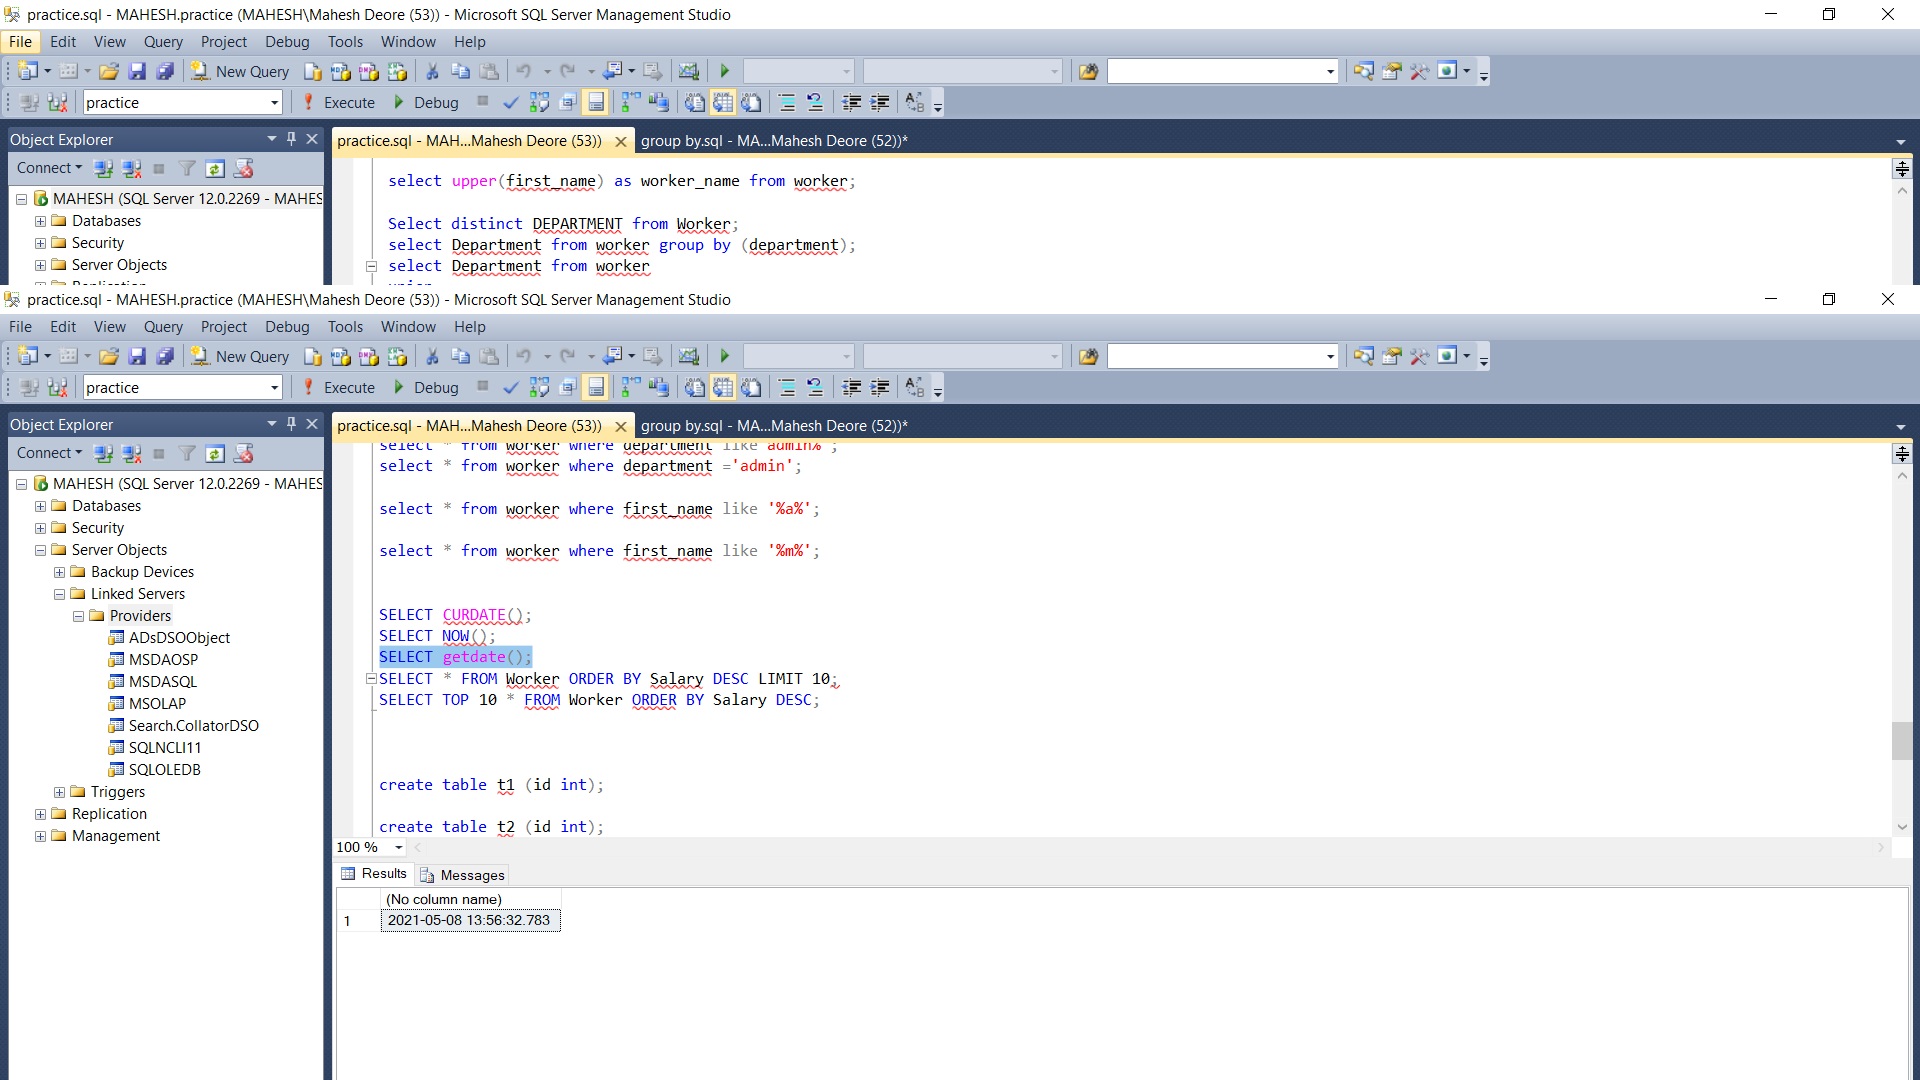 practice.sql - MAHESH.practice (MAHESH\Mahesh Deore (53)) - Microsoft SQL Server Management Studio
File Edit View Query Project Debug Tools Window Help
New Query
practice Execute Debug
Object Explorer
practice.sql - MAH...Mahesh Deore (53)) group by.sql - MA...Mahesh Deore (52))*
Connect
MAHESH (SQL Server 12.0.2269 - MAHES
Databases
Security
Server Objects
select upper(first_name) as worker_name from worker;
Select distinct DEPARTMENT from Worker;
select Department from worker group by (department);
select Department from worker
practice.sql - MAHESH.practice (MAHESH\Mahesh Deore (53)) - Microsoft SQL Server Management Studio
File Edit View Query Project Debug Tools Window Help
New Query
practice Execute Debug
Object Explorer
practice.sql - MAH...Mahesh Deore (53)) group by.sql - MA...Mahesh Deore (52))*
Connect
MAHESH (SQL Server 12.0.2269 - MAHES
Databases
Security
Server Objects
Backup Devices
Linked Servers
Providers
ADsDSOObject
MSDAOSP
MSDASQL
MSOLAP
Search.CollatorDSO
SQLNCLI11
SQLOLEDB
Triggers
Replication
Management
select * from worker where department like admin% ;
select * from worker where department ='admin';
select * from worker where first_name like '%a%';
select * from worker where first_name like '%m%';
SELECT CURDATE();
SELECT NOW();
SELECT getdate();
SELECT * FROM Worker ORDER BY Salary DESC LIMIT 10;
SELECT TOP 10 * FROM Worker ORDER BY Salary DESC;
create table t1 (id int);
create table t2 (id int);
100 %
Results Messages
(No column name)
1 2021-05-08 13:56:32.783